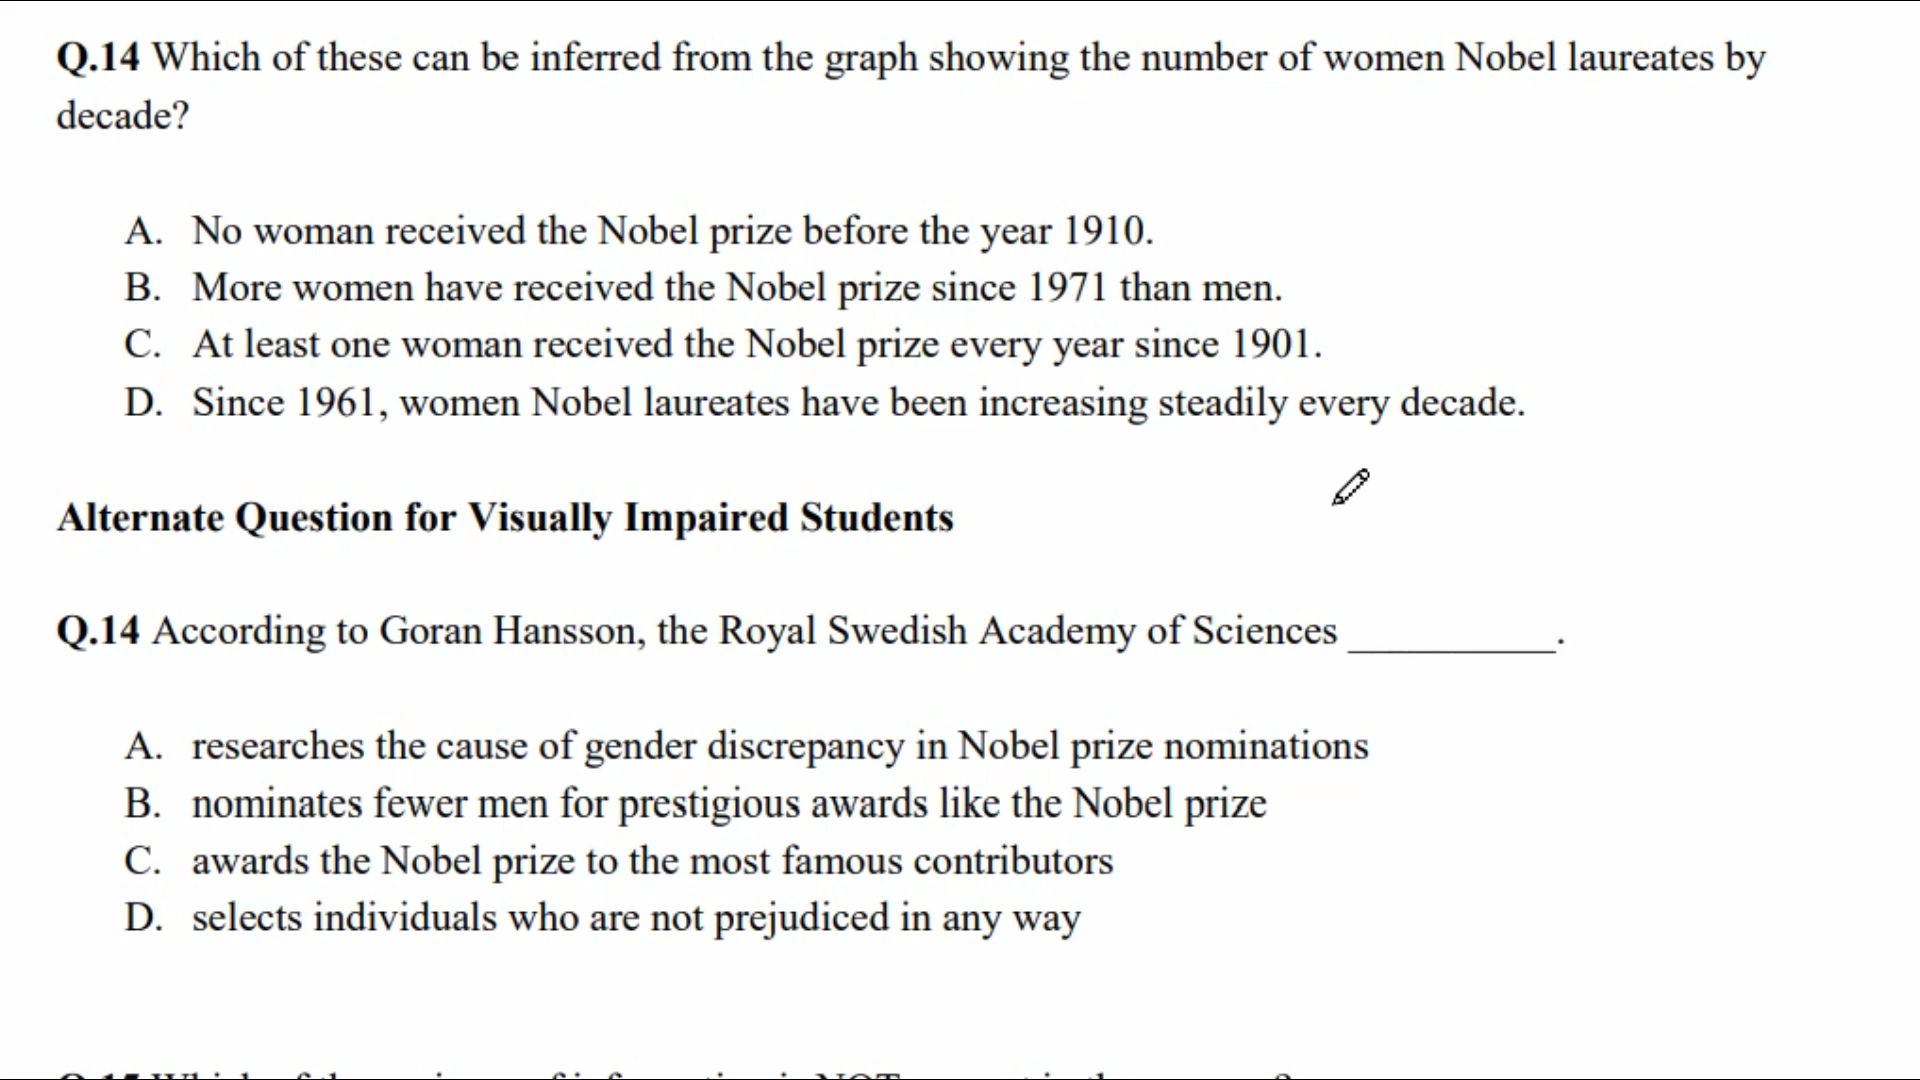 Q.14 Which of these can be inferred from the graph showing the number of women Nobel laureates by
decade?
A. No woman received the Nobel prize before the year 1910.
B. More women have received the Nobel prize since 1971 than men.
C. At least one woman received the Nobel prize every year since 1901.
D. Since 1961, women Nobel laureates have been increasing steadily every decade.
Alternate Question for Visually Impaired Students
Q.14 According to Goran Hansson, the Royal Swedish Academy of Sciences __________.
A. researches the cause of gender discrepancy in Nobel prize nominations
B. nominates fewer men for prestigious awards like the Nobel prize
C. awards the Nobel prize to the most famous contributors
D. selects individuals who are not prejudiced in any way